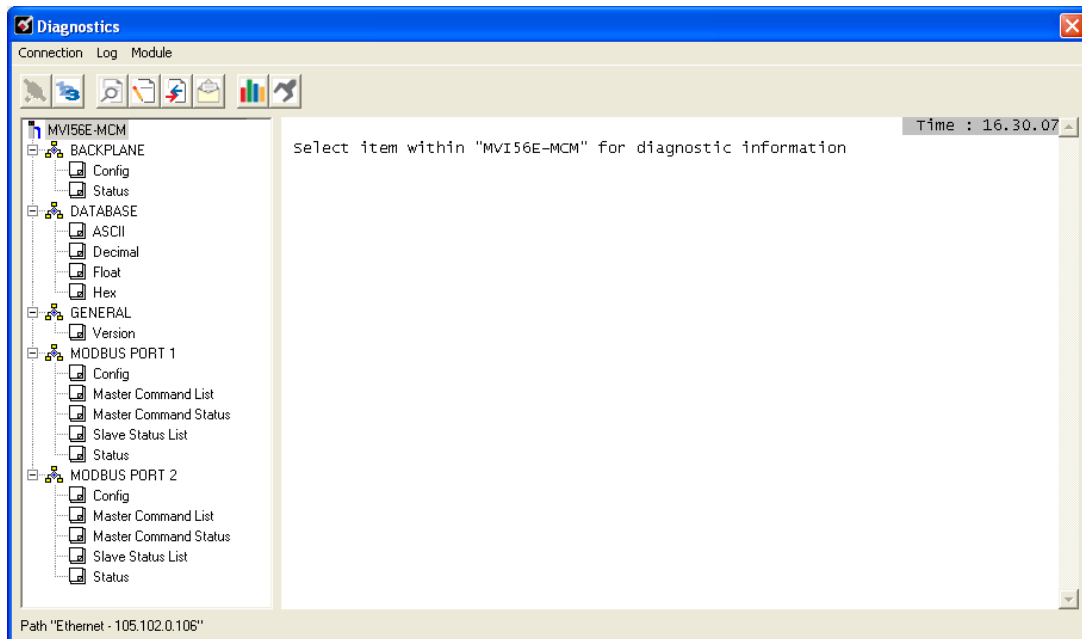 Diagnostics
Connection Log Module
MVI56E-MCM
BACKPLANE
Config
Status
DATABASE
ASCII
Decimal
Float
Hex
GENERAL
Version
MODBUS PORT 1
Config
Master Command List
Master Command Status
Slave Status List
Status
MODBUS PORT 2
Config
Master Command List
Master Command Status
Slave Status List
Status
Time : 16.30.07
Select item within "MVI56E-MCM" for diagnostic information
Path "Ethernet - 105.102.0.106"